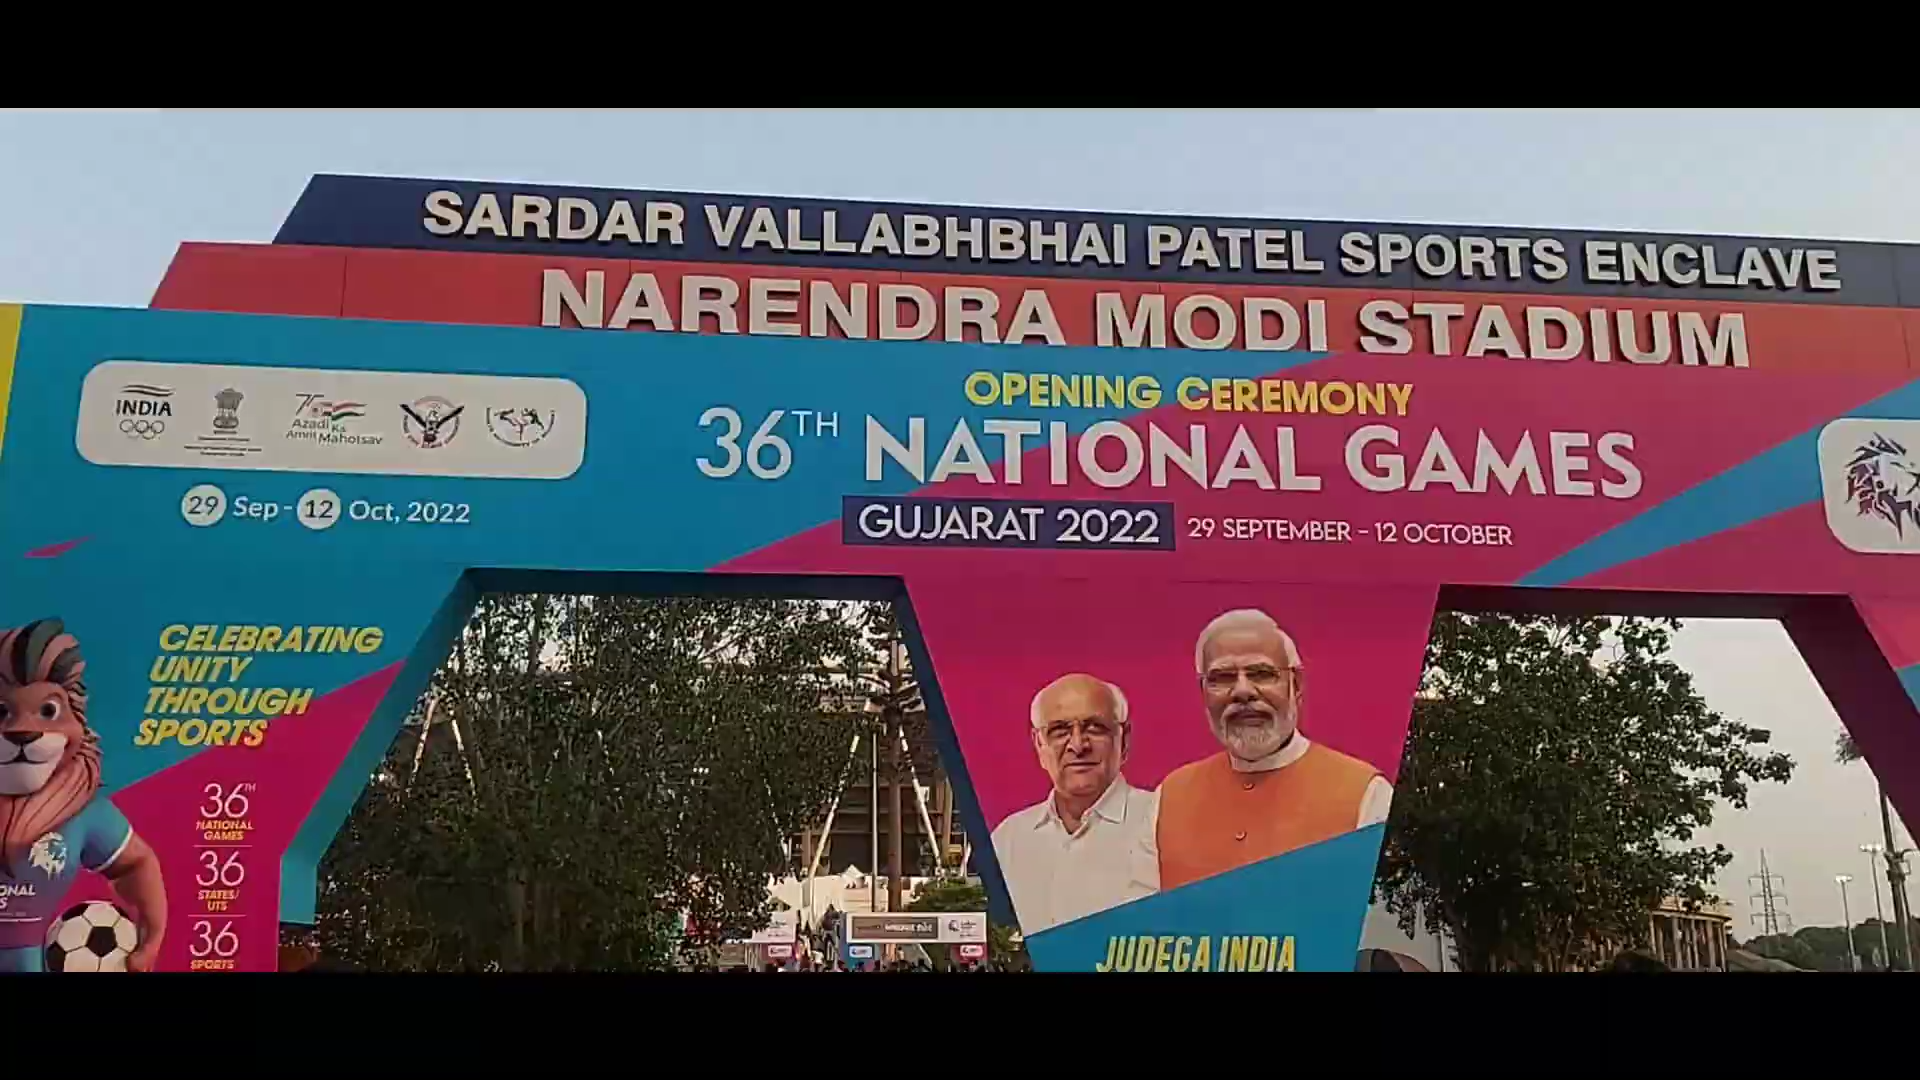 SARDAR VALLABHBHAI PATEL SPORTS ENCLAVE
NARENDRA MODI STADIUM
OPENING CEREMONY
36TH NATIONAL GAMES
GUJARAT 2022 29 SEPTEMBER - 12 OCTOBER
INDIA
75
Azadi Ka
Amrit Mahotsav
29 Sep - 12 Oct, 2022
CELEBRATING
UNITY
THROUGH
SPORTS
36TH
NATIONAL
GAMES
36
STATES/
UTS
36
SPORTS
JUDEGA INDIA